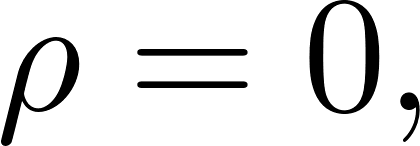 ρ = 0,